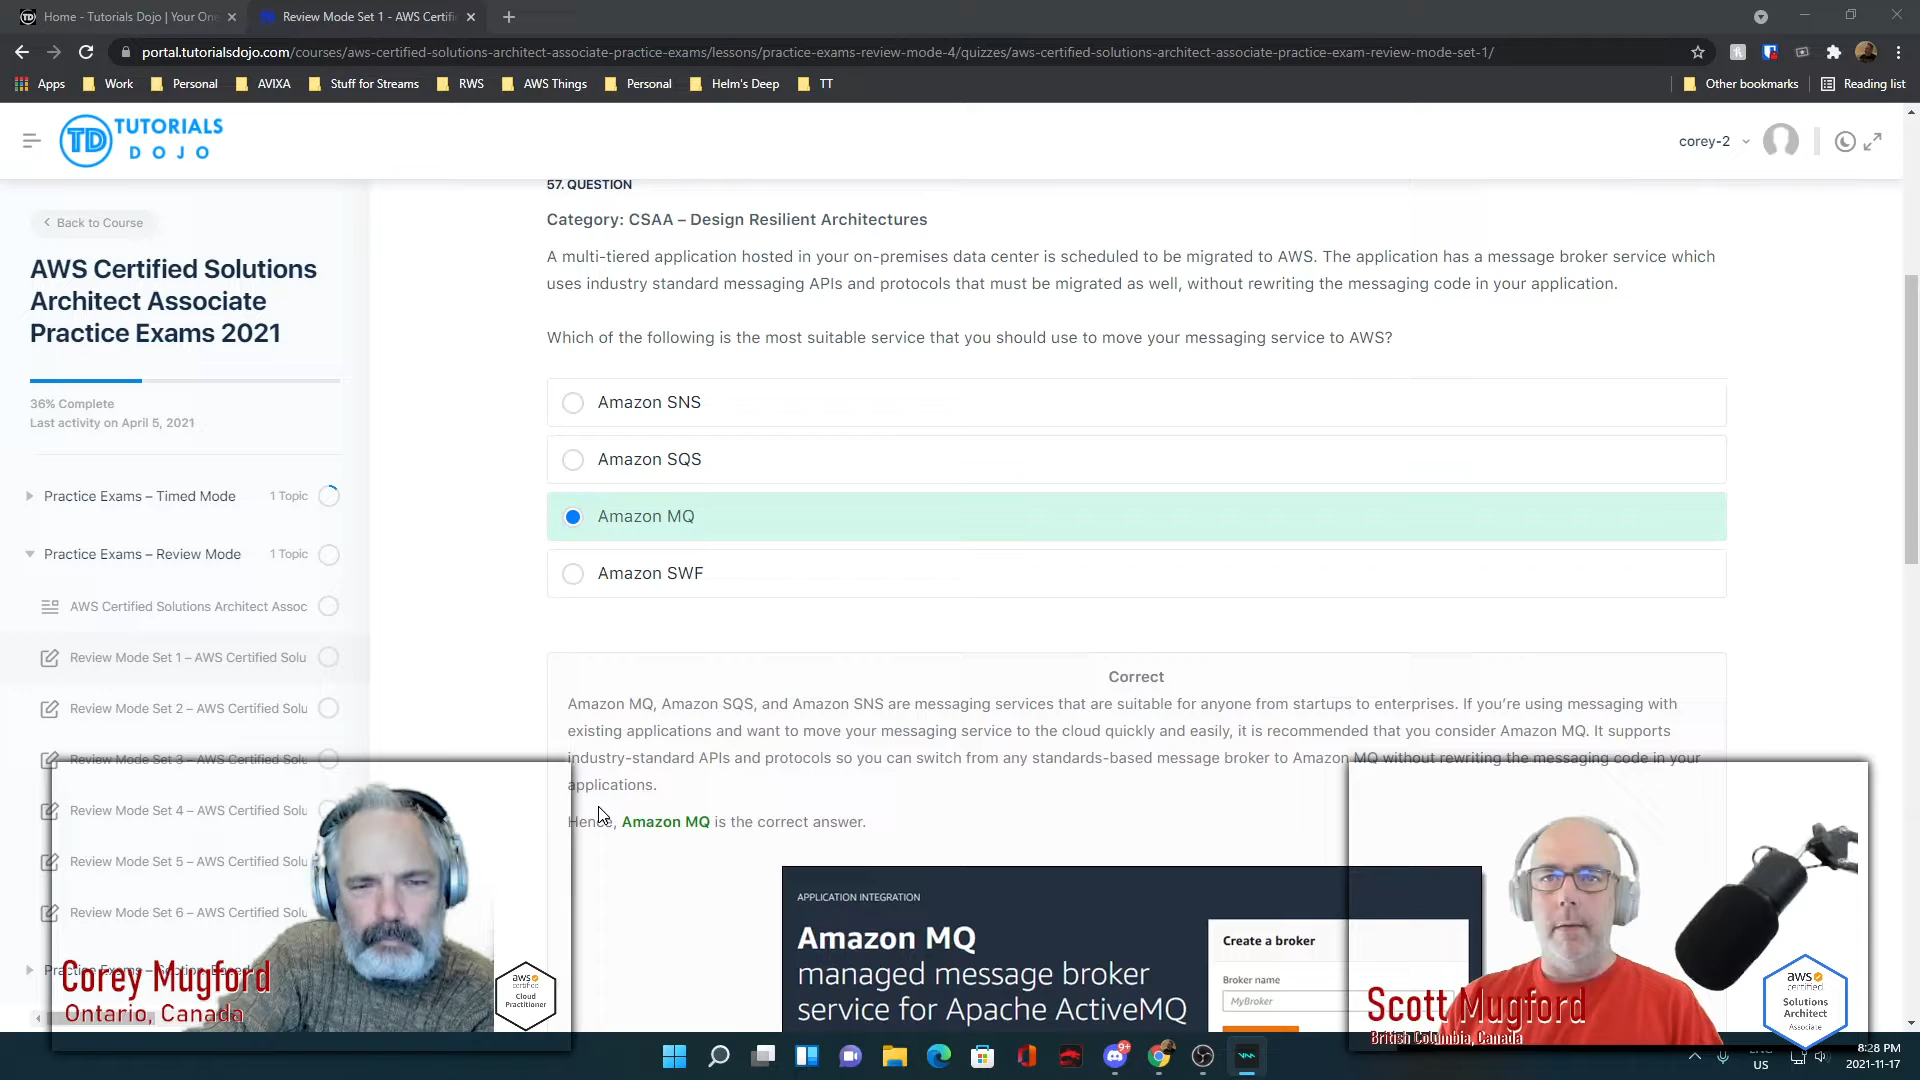 Home - Tutorials Dojo | Your One
Review Mode Set 1 - AWS Certifi
portal.tutorialsdojo.com/courses/aws-certified-solutions-architect-associate-practice-exams/lessons/practice-exams-review-mode-4/quizzes/aws-certified-solutions-architect-associate-practice-exam-review-mode-set-1/
Apps
Work
Personal
AVIXA
Stuff for Streams
RWS
AWS Things
Personal
Helm's Deep
TT
Other bookmarks
Reading list
TD TUTORIALS
DOJO
corey-2
Back to Course
AWS Certified Solutions
Architect Associate
Practice Exams 2021
36% Complete
Last activity on April 5, 2021
Practice Exams – Timed Mode 1 Topic
Practice Exams – Review Mode 1 Topic
AWS Certified Solutions Architect Assoc
Review Mode Set 1 – AWS Certified Solu
Review Mode Set 2 – AWS Certified Solu
Review Mode Set 3 – AWS Certified Solu
Review Mode Set 4 – AWS Certified Solu
Review Mode Set 5 – AWS Certified Solu
Review Mode Set 6 – AWS Certified Solu
57. QUESTION
Category: CSAA – Design Resilient Architectures
A multi-tiered application hosted in your on-premises data center is scheduled to be migrated to AWS. The application has a message broker service which
uses industry standard messaging APIs and protocols that must be migrated as well, without rewriting the messaging code in your application.
Which of the following is the most suitable service that you should use to move your messaging service to AWS?
Amazon SNS
Amazon SQS
Amazon MQ
Amazon SWF
Correct
Amazon MQ, Amazon SQS, and Amazon SNS are messaging services that are suitable for anyone from startups to enterprises. If you're using messaging with
existing applications and want to move your messaging service to the cloud quickly and easily, it is recommended that you consider Amazon MQ. It supports
industry-standard APIs and protocols so you can switch from any standards-based message broker to Amazon MQ without rewriting the messaging code in your
applications.
Hence, Amazon MQ is the correct answer.
APPLICATION INTEGRATION
Amazon MQ
managed message broker
service for Apache ActiveMQ
Create a broker
Broker name
MyBroker
Corey Mugford
Ontario, Canada
aws
certified
Cloud
Practitioner
Scott Mugford
British Columbia, Canada
aws
certified
Solutions
Architect
Associate
9+
ENG
US
8:28 PM
2021-11-17